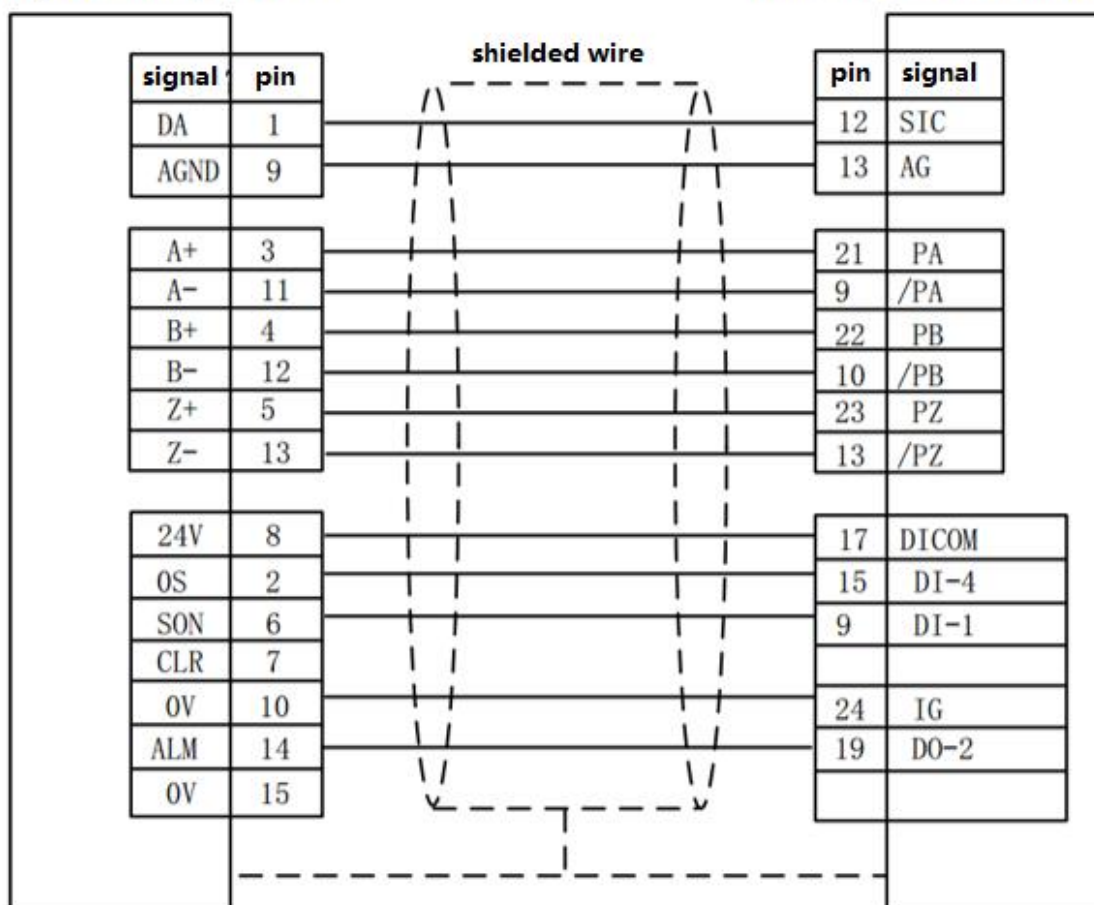 shielded wire
signal pin
DA 1
AGND 9
A+ 3
A- 11
B+ 4
B- 12
Z+ 5
Z- 13
24V 8
OS 2
SON 6
CLR 7
0V 10
ALM 14
0V 15
pin signal
12 SIC
13 AG
21 PA
9 /PA
22 PB
10 /PB
23 PZ
13 /PZ
17 DICOM
15 DI-4
9 DI-1
24 IG
19 DO-2